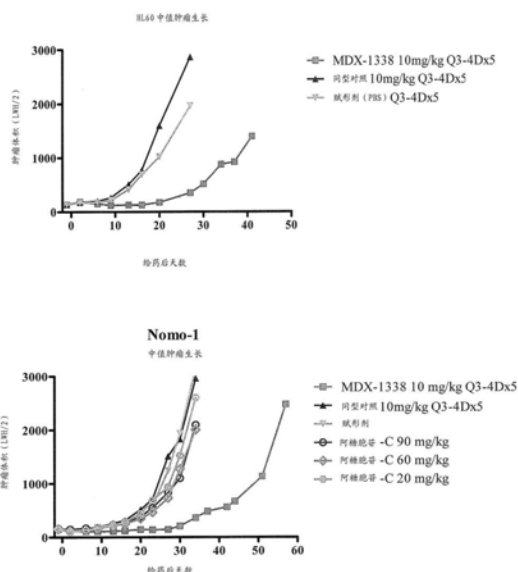 HL60 中值肿瘤生长
肿瘤体积 (LWH/2)
3000
2000
1000
0
0 10 20 30 40 50
给药后天数
MDX-1338 10mg/kg Q3-4Dx5
同型对照 10mg/kg Q3-4Dx5
赋形剂 (PBS) Q3-4Dx5
Nomo-1
中值肿瘤生长
肿瘤体积 (LWH/2)
3000
2000
1000
0
0 10 20 30 40 50 60
给药后天数
MDX-1338 10 mg/kg Q3-4Dx5
同型对照 10mg/kg Q3-4Dx5
赋形剂
阿糖胞苷 -C 90 mg/kg
阿糖胞苷 -C 60 mg/kg
阿糖胞苷 -C 20 mg/kg